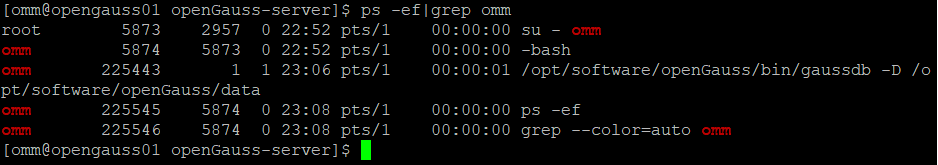 [omm@opengauss01 openGauss-server]$ ps -ef|grep omm
root        5873    2957  0 22:52 pts/1    00:00:00 su - omm
omm         5874    5873  0 22:52 pts/1    00:00:00 -bash
omm       225443       1  1 23:06 pts/1    00:00:01 /opt/software/openGauss/bin/gaussdb -D /o
pt/software/openGauss/data
omm       225545    5874  0 23:08 pts/1    00:00:00 ps -ef
omm       225546    5874  0 23:08 pts/1    00:00:00 grep --color=auto omm
[omm@opengauss01 openGauss-server]$